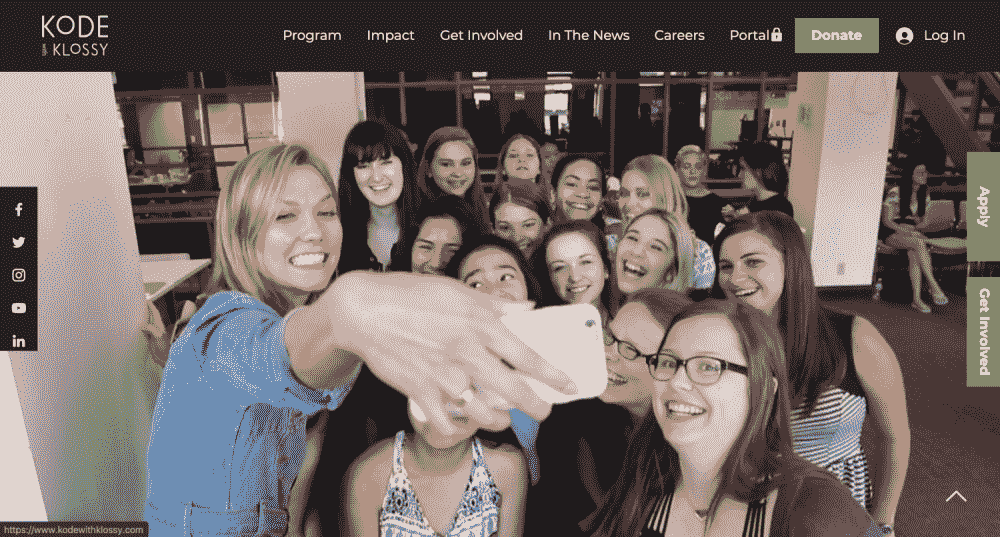 KODE
WITH KLOSSY
Program
Impact
Get Involved
In The News
Careers
Portal
Donate
Log In
Apply
Get Involved
https://www.kodewithklossy.com